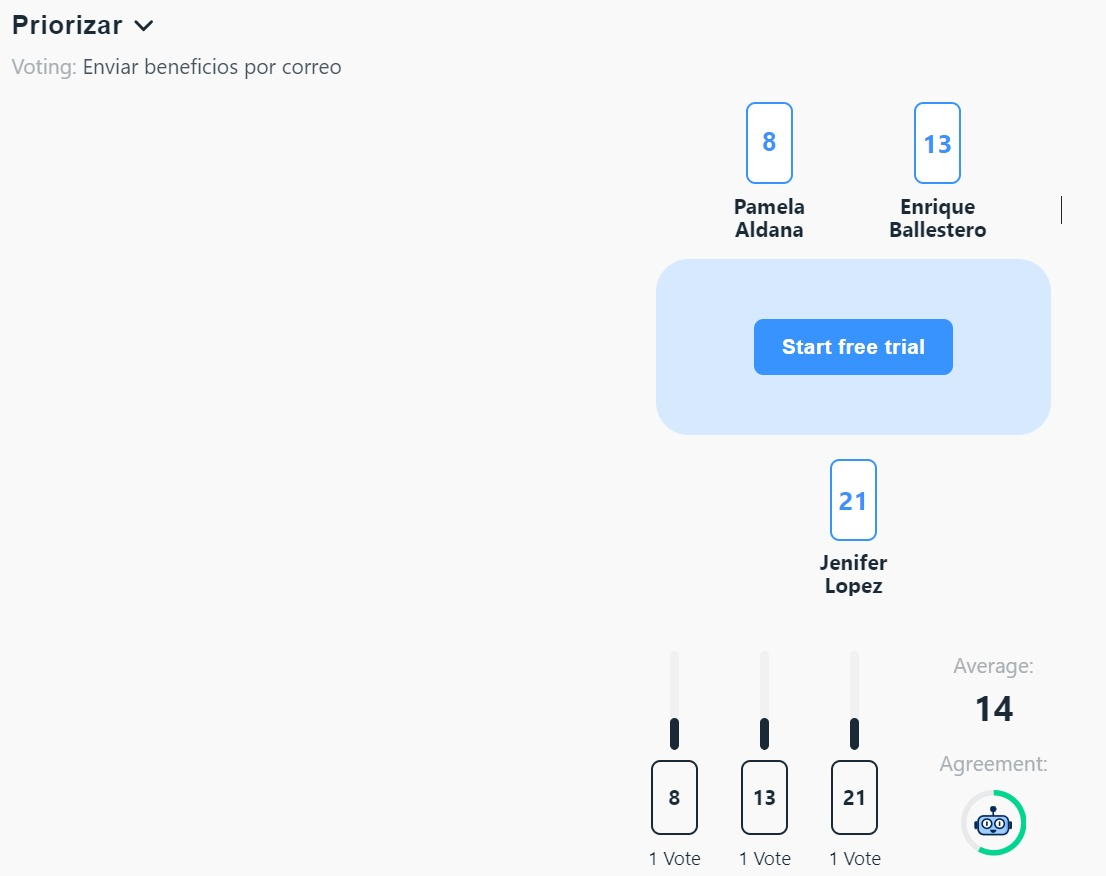 Priorizar
Voting: Enviar beneficios por correo
8
13
Pamela
Aldana
Enrique
Ballestero
Start free trial
21
Jenifer
Lopez
Average:
14
Agreement:
8
13
21
1 Vote
1 Vote
1 Vote